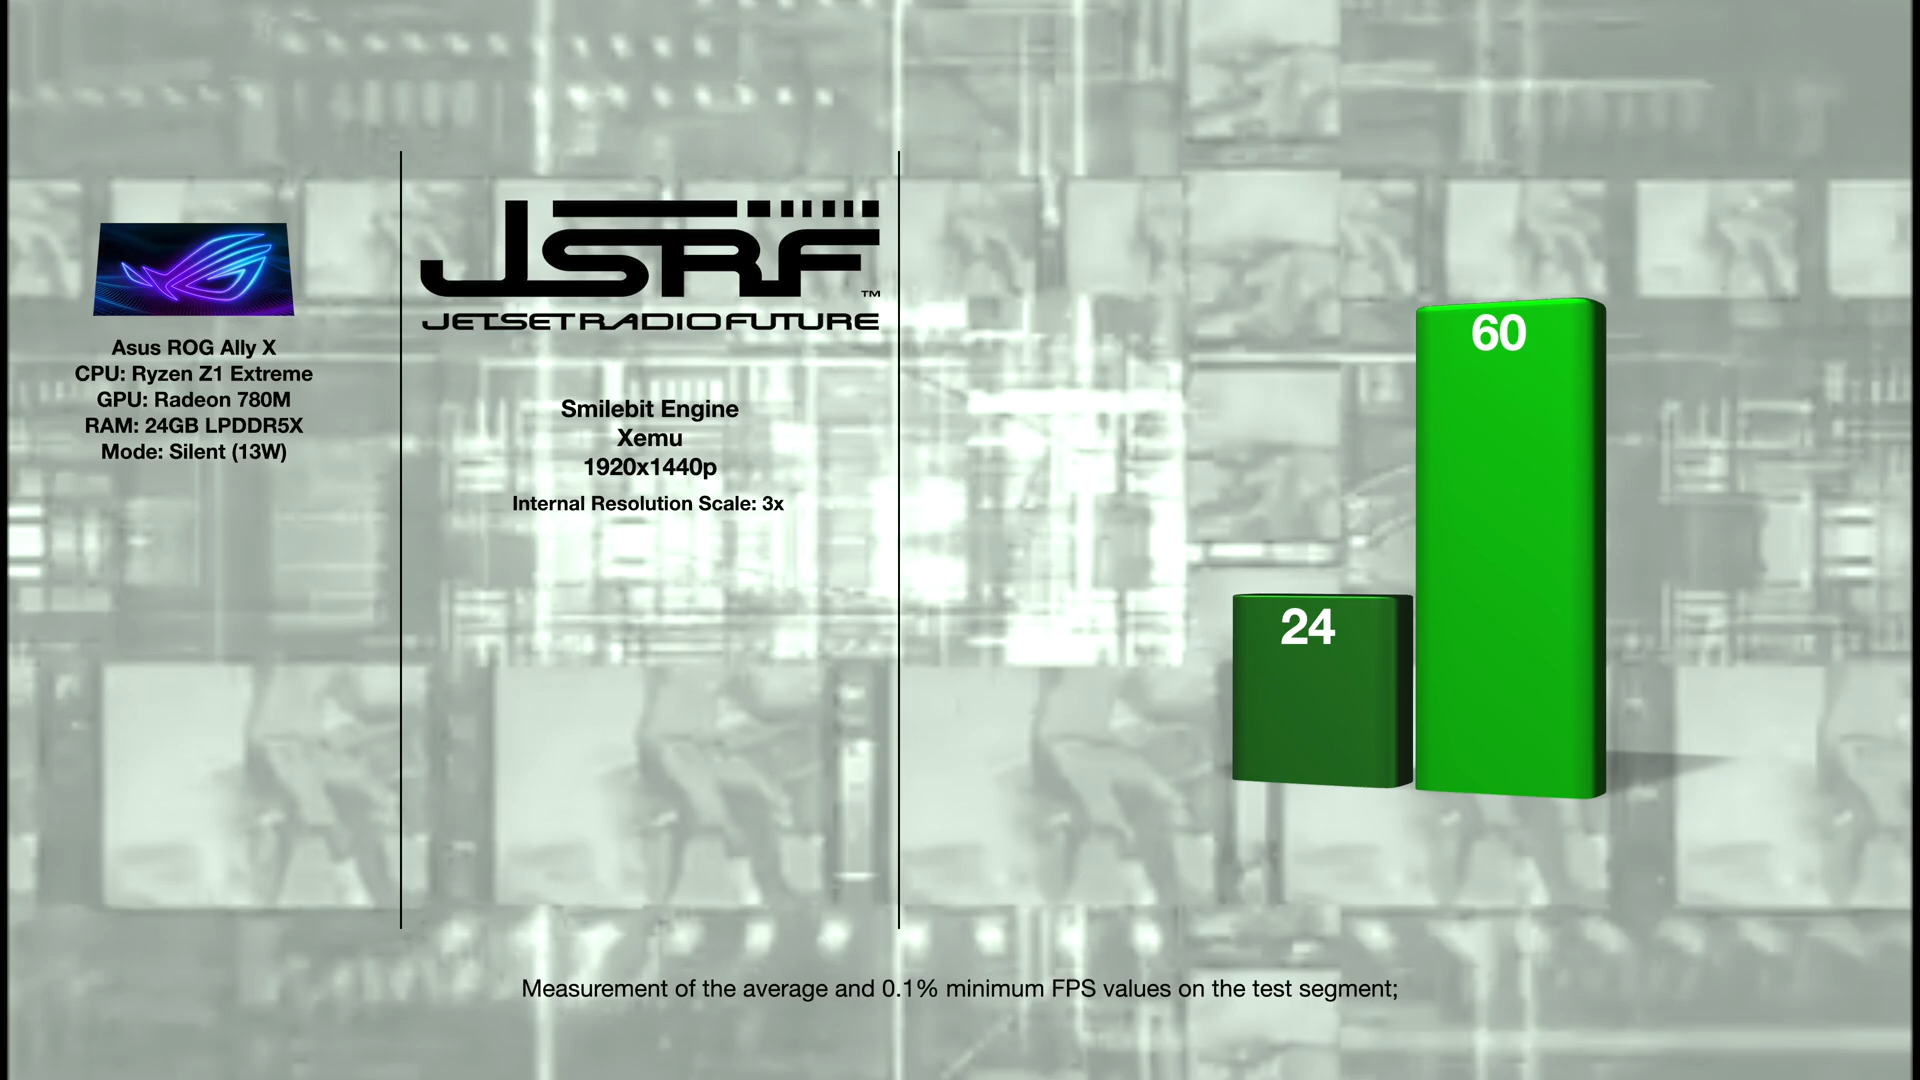 Asus ROG Ally X
CPU: Ryzen Z1 Extreme
GPU: Radeon 780M
RAM: 24GB LPDDR5X
Mode: Silent (13W)
JSRF
TM
JETSETRADIOFUTURE
Smilebit Engine
Xemu
1920x1440p
Internal Resolution Scale: 3x
60
24
Measurement of the average and 0.1% minimum FPS values on the test segment;